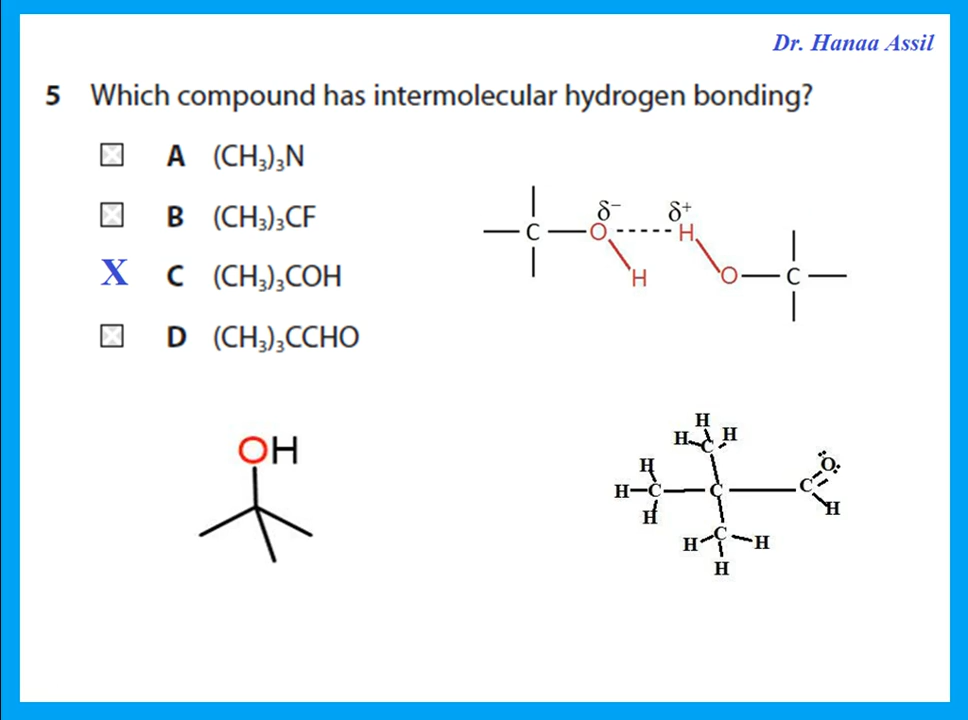 Dr. Hanaa Assil
5 Which compound has intermolecular hydrogen bonding?
A (CH₃)₃N
B (CH₃)₃CF
X C (CH₃)₃COH
D (CH₃)₃CCHO
δ⁻ δ⁺
C O H
H O C
OH
H
H C H
H O
H C C C
H H
H C H
H